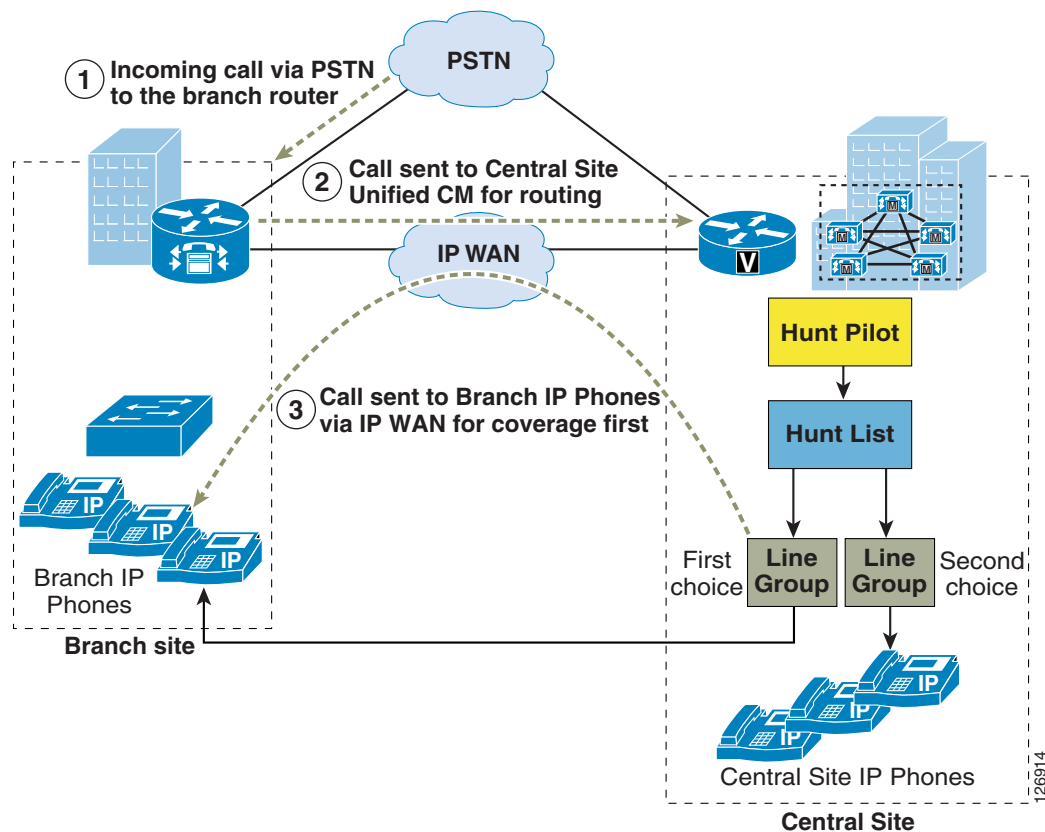 PSTN
1 Incoming call via PSTN
to the branch router
2 Call sent to Central Site
Unified CM for routing
IP WAN
V
M
M
M
M
M
Hunt Pilot
3 Call sent to Branch IP Phones
via IP WAN for coverage first
Hunt List
IP
IP
IP
Branch IP
Phones
First
choice
Line
Group
Line
Group
Second
choice
Branch site
IP
IP
IP
Central Site IP Phones
126914
Central Site